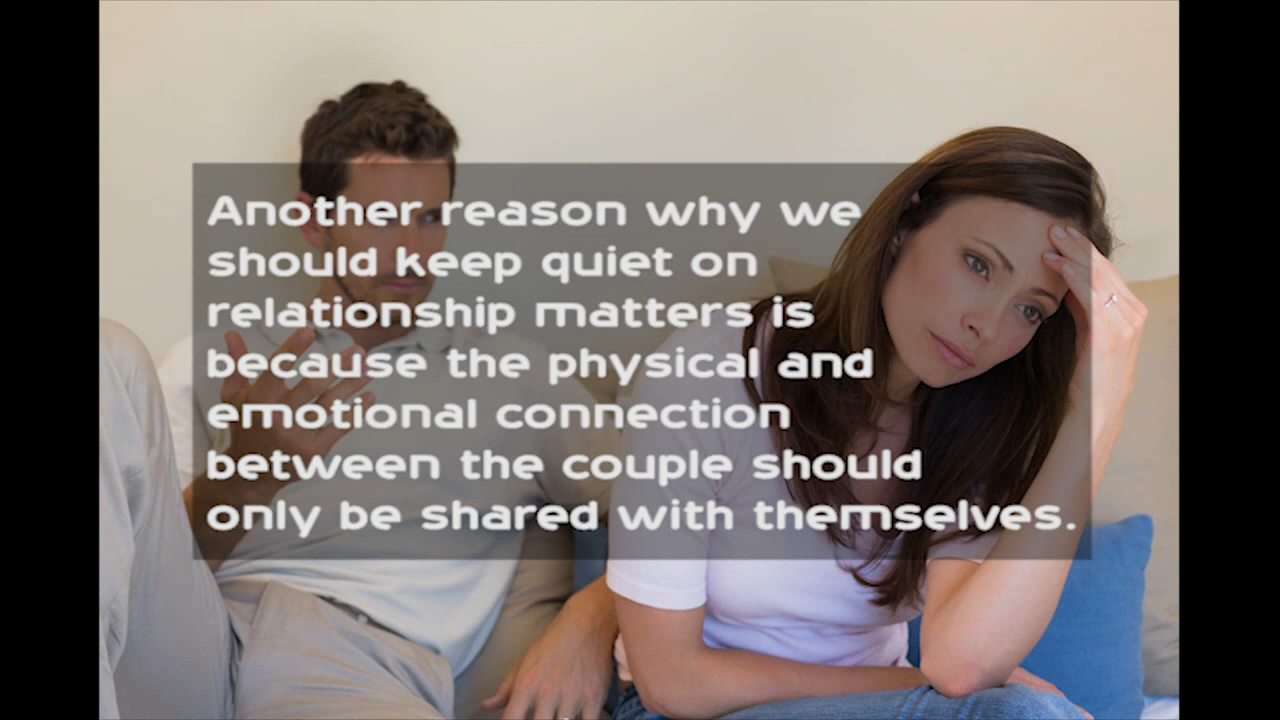 Another reason why we
should keep quiet on
relationship matters is
because the physical and
emotional connection
between the couple should
only be shared with themselves.